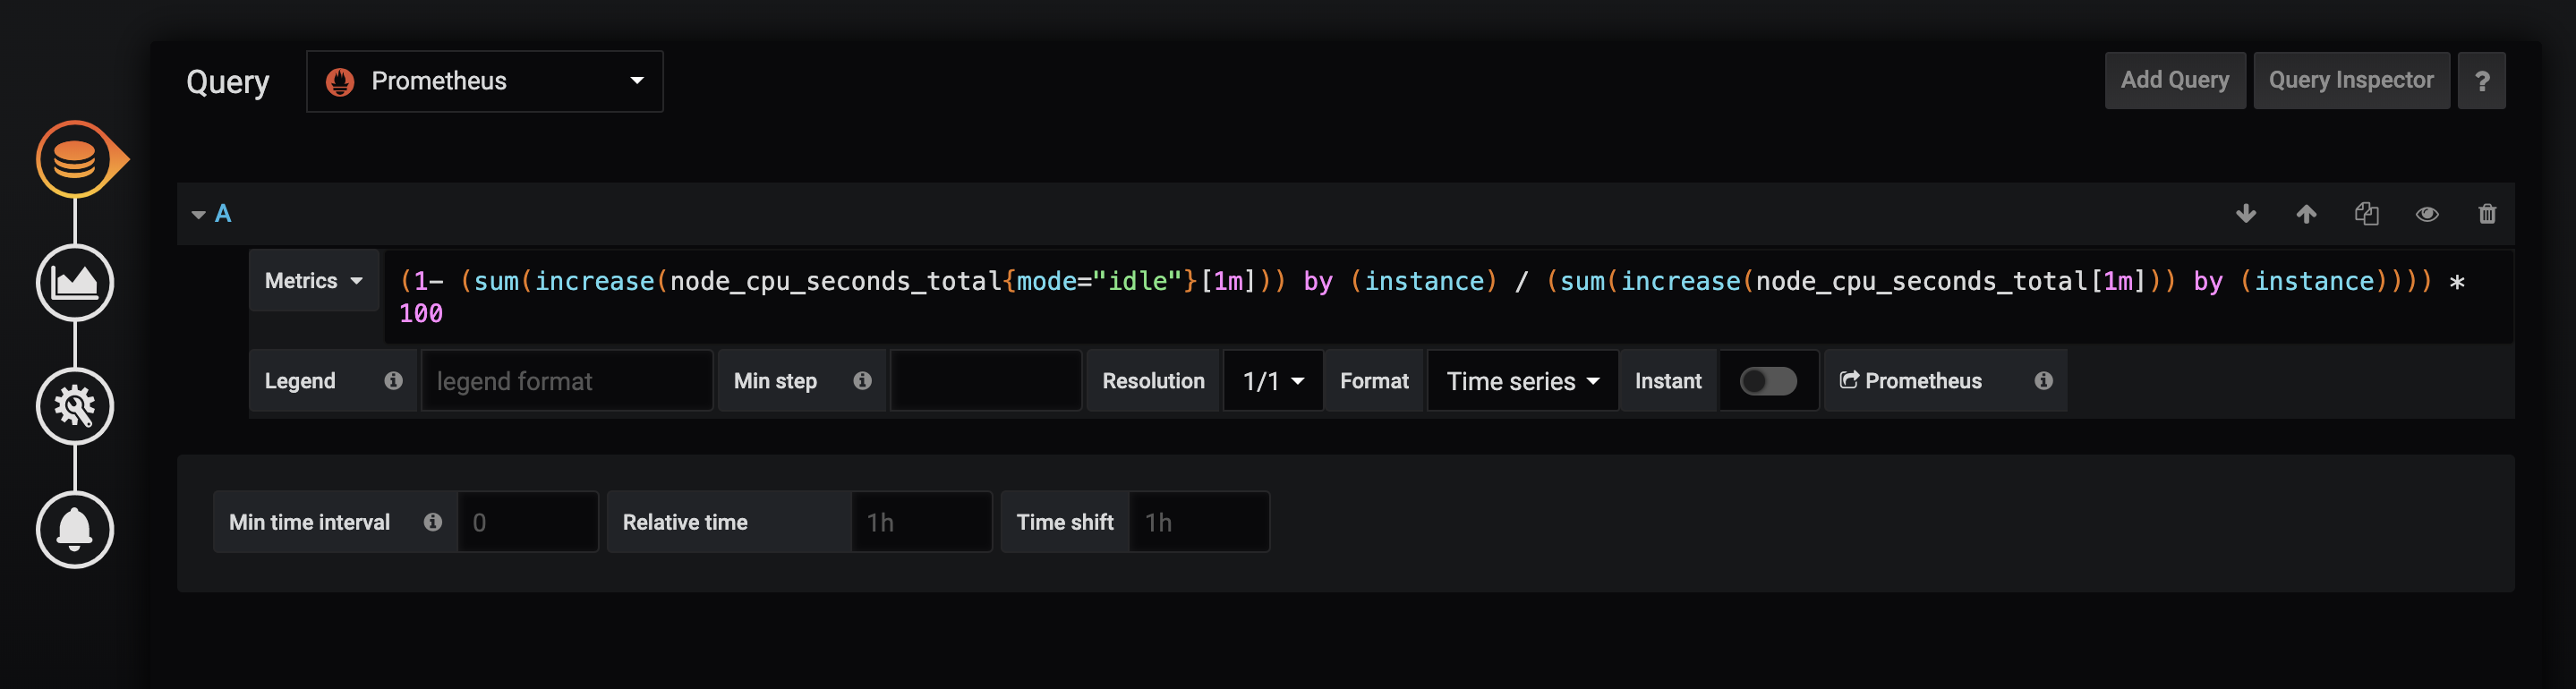 Query Prometheus Add Query Query Inspector ?
A
Metrics (1- (sum(increase(node_cpu_seconds_total{mode="idle"}[1m])) by (instance) / (sum(increase(node_cpu_seconds_total[1m])) by (instance)))) *
100
Legend legend format Min step Resolution 1/1 Format Time series Instant Prometheus
Min time interval 0 Relative time 1h Time shift 1h